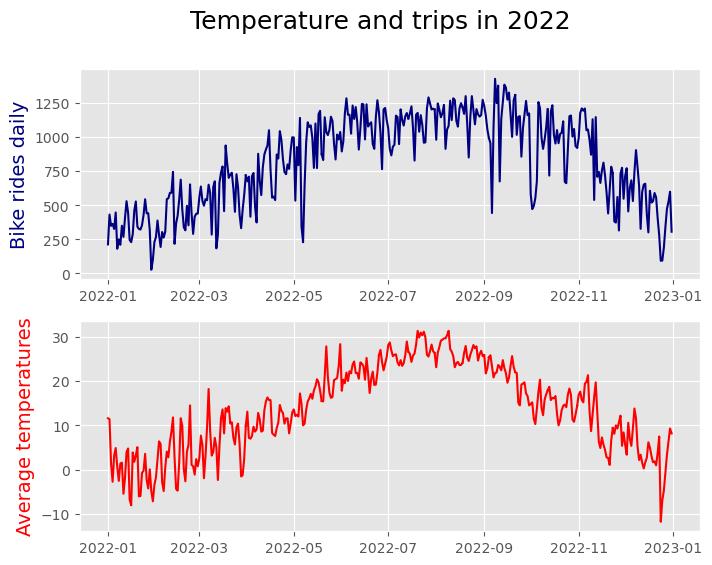 Temperature and trips in 2022
Bike rides daily
1250
1000
750
500
250
0
2022-01 2022-03 2022-05 2022-07 2022-09 2022-11 2023-01
Average temperatures
30
20
10
0
−10
2022-01 2022-03 2022-05 2022-07 2022-09 2022-11 2023-01